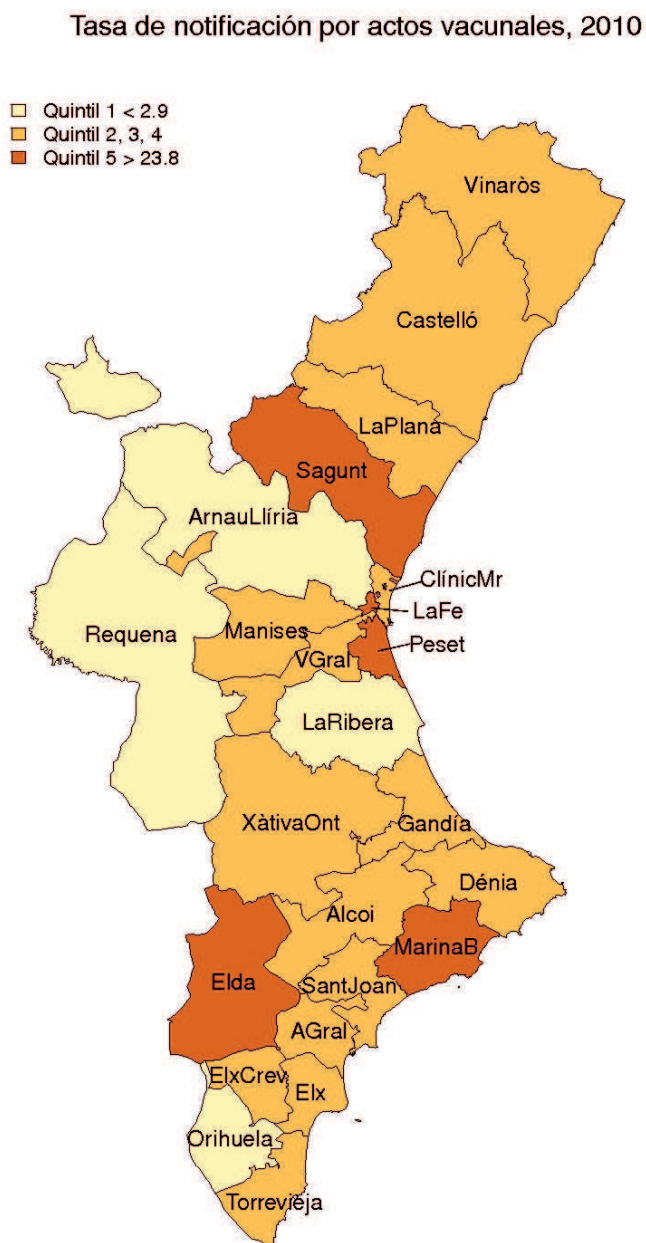 Tasa de notificación por actos vacunales, 2010
Quintil 1 < 2.9
Quintil 2, 3, 4
Quintil 5 > 23.8
Vinaròs
Castelló
LaPlana
Sagunt
ArnauLlíria
ClínicMr
LaFe
Requena
Manises
Peset
VGral
LaRibera
XàtivaOnt
Gandía
Dénia
Alcoi
MarinaB
Elda
SantJoan
AGral
ElxCrev
Elx
Orihuela
Torrevieja